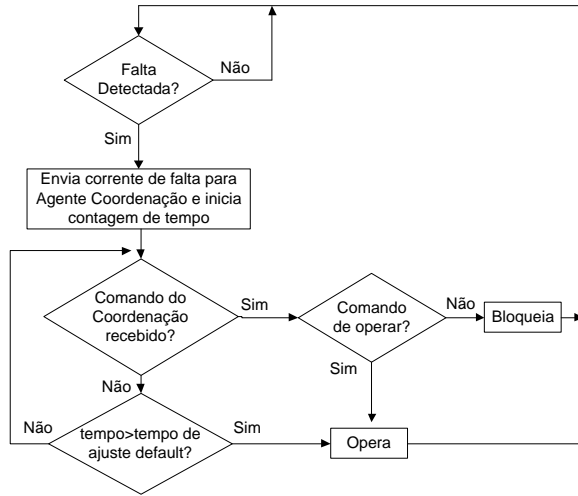 Falta
Detectada?
Não
Sim
Envia corrente de falta para
Agente Coordenação e inicia
contagem de tempo
Comando do
Coordenação
recebido?
Sim
Comando
de operar?
Não
Bloqueia
Sim
Não
Não
tempo>tempo de
ajuste default?
Sim
Opera